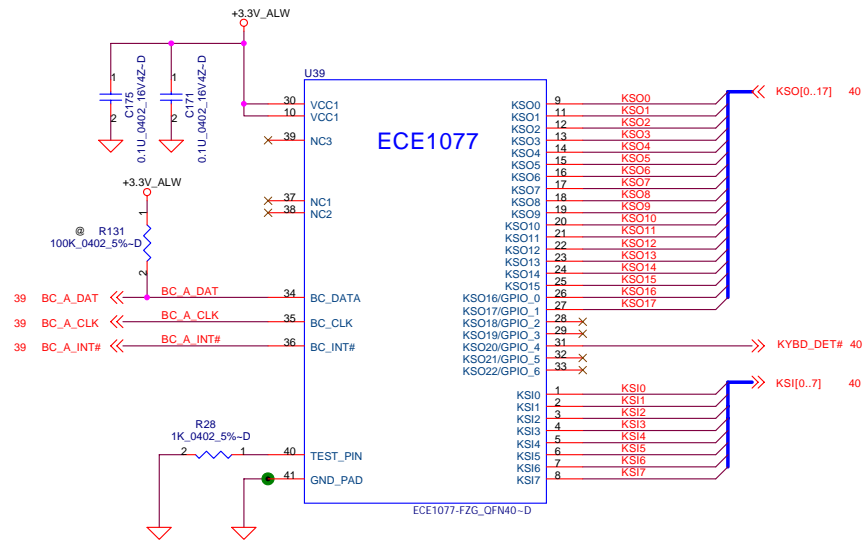 +3.3V_ALW
U39
1
1
2
2
C175
0.1U_0402_16V4Z~D
C171
0.1U_0402_16V4Z~D
30 VCC1
10 VCC1
39 NC3
ECE1077
37 NC1
38 NC2
+3.3V_ALW
1
@ R131
100K_0402_5%~D
2
39 BC_A_DAT BC_A_DAT 34 BC_DATA
39 BC_A_CLK BC_A_CLK 35 BC_CLK
39 BC_A_INT# BC_A_INT# 36 BC_INT#
R28
1K_0402_5%~D
2 1 40 TEST_PIN
41 GND_PAD
KSO0 9 KSO0
KSO1 11 KSO1
KSO2 12 KSO2
KSO3 13 KSO3
KSO4 14 KSO4
KSO5 15 KSO5
KSO6 16 KSO6
KSO7 17 KSO7
KSO8 18 KSO8
KSO9 19 KSO9
KSO10 20 KSO10
KSO11 21 KSO11
KSO12 22 KSO12
KSO13 23 KSO13
KSO14 24 KSO14
KSO15 25 KSO15
KSO16/GPIO_0 26 KSO16
KSO17/GPIO_1 27 KSO17
KSO18/GPIO_2 28
KSO19/GPIO_3 29
KSO20/GPIO_4 31
KSO21/GPIO_5 32
KSO22/GPIO_6 33
KSI0 1 KSI0
KSI1 2 KSI1
KSI2 3 KSI2
KSI3 4 KSI3
KSI4 5 KSI4
KSI5 6 KSI5
KSI6 7 KSI6
KSI7 8 KSI7
KSO[0..17] 40
KYBD_DET# 40
KSI[0..7] 40
ECE1077-FZG_QFN40~D